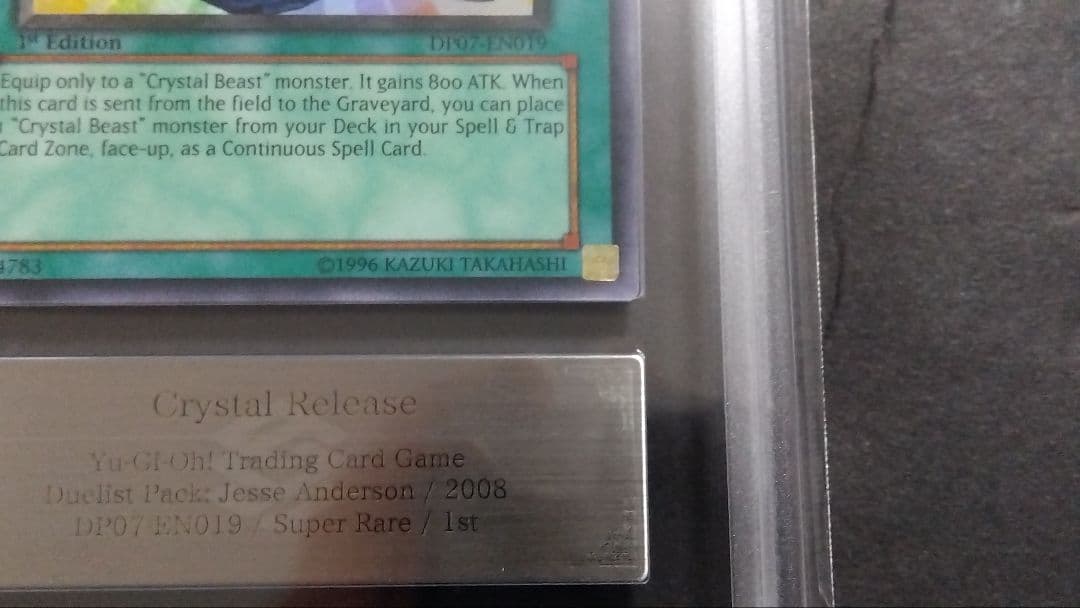 1st Edition
DP07-EN019
Equip only to a "Crystal Beast" monster. It gains 800 ATK. When
this card is sent from the field to the Graveyard, you can place
"Crystal Beast" monster from your Deck in your Spell & Trap
Card Zone, face-up, as a Continuous Spell Card.
4783
©1996 KAZUKI TAKAHASHI
Crystal Release
Yu-GI-Oh! Trading Card Game
Duelist Pack: Jesse Anderson / 2008
DP07-EN019 / Super Rare / 1st